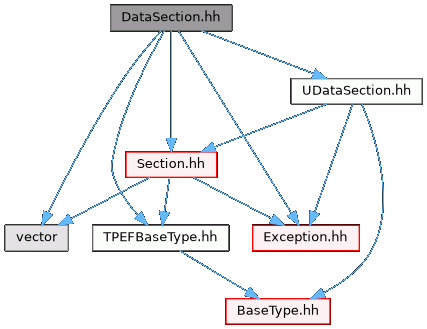 DataSection.hh
UDataSection.hh
Section.hh
vector
TPEFBaseType.hh
Exception.hh
BaseType.hh